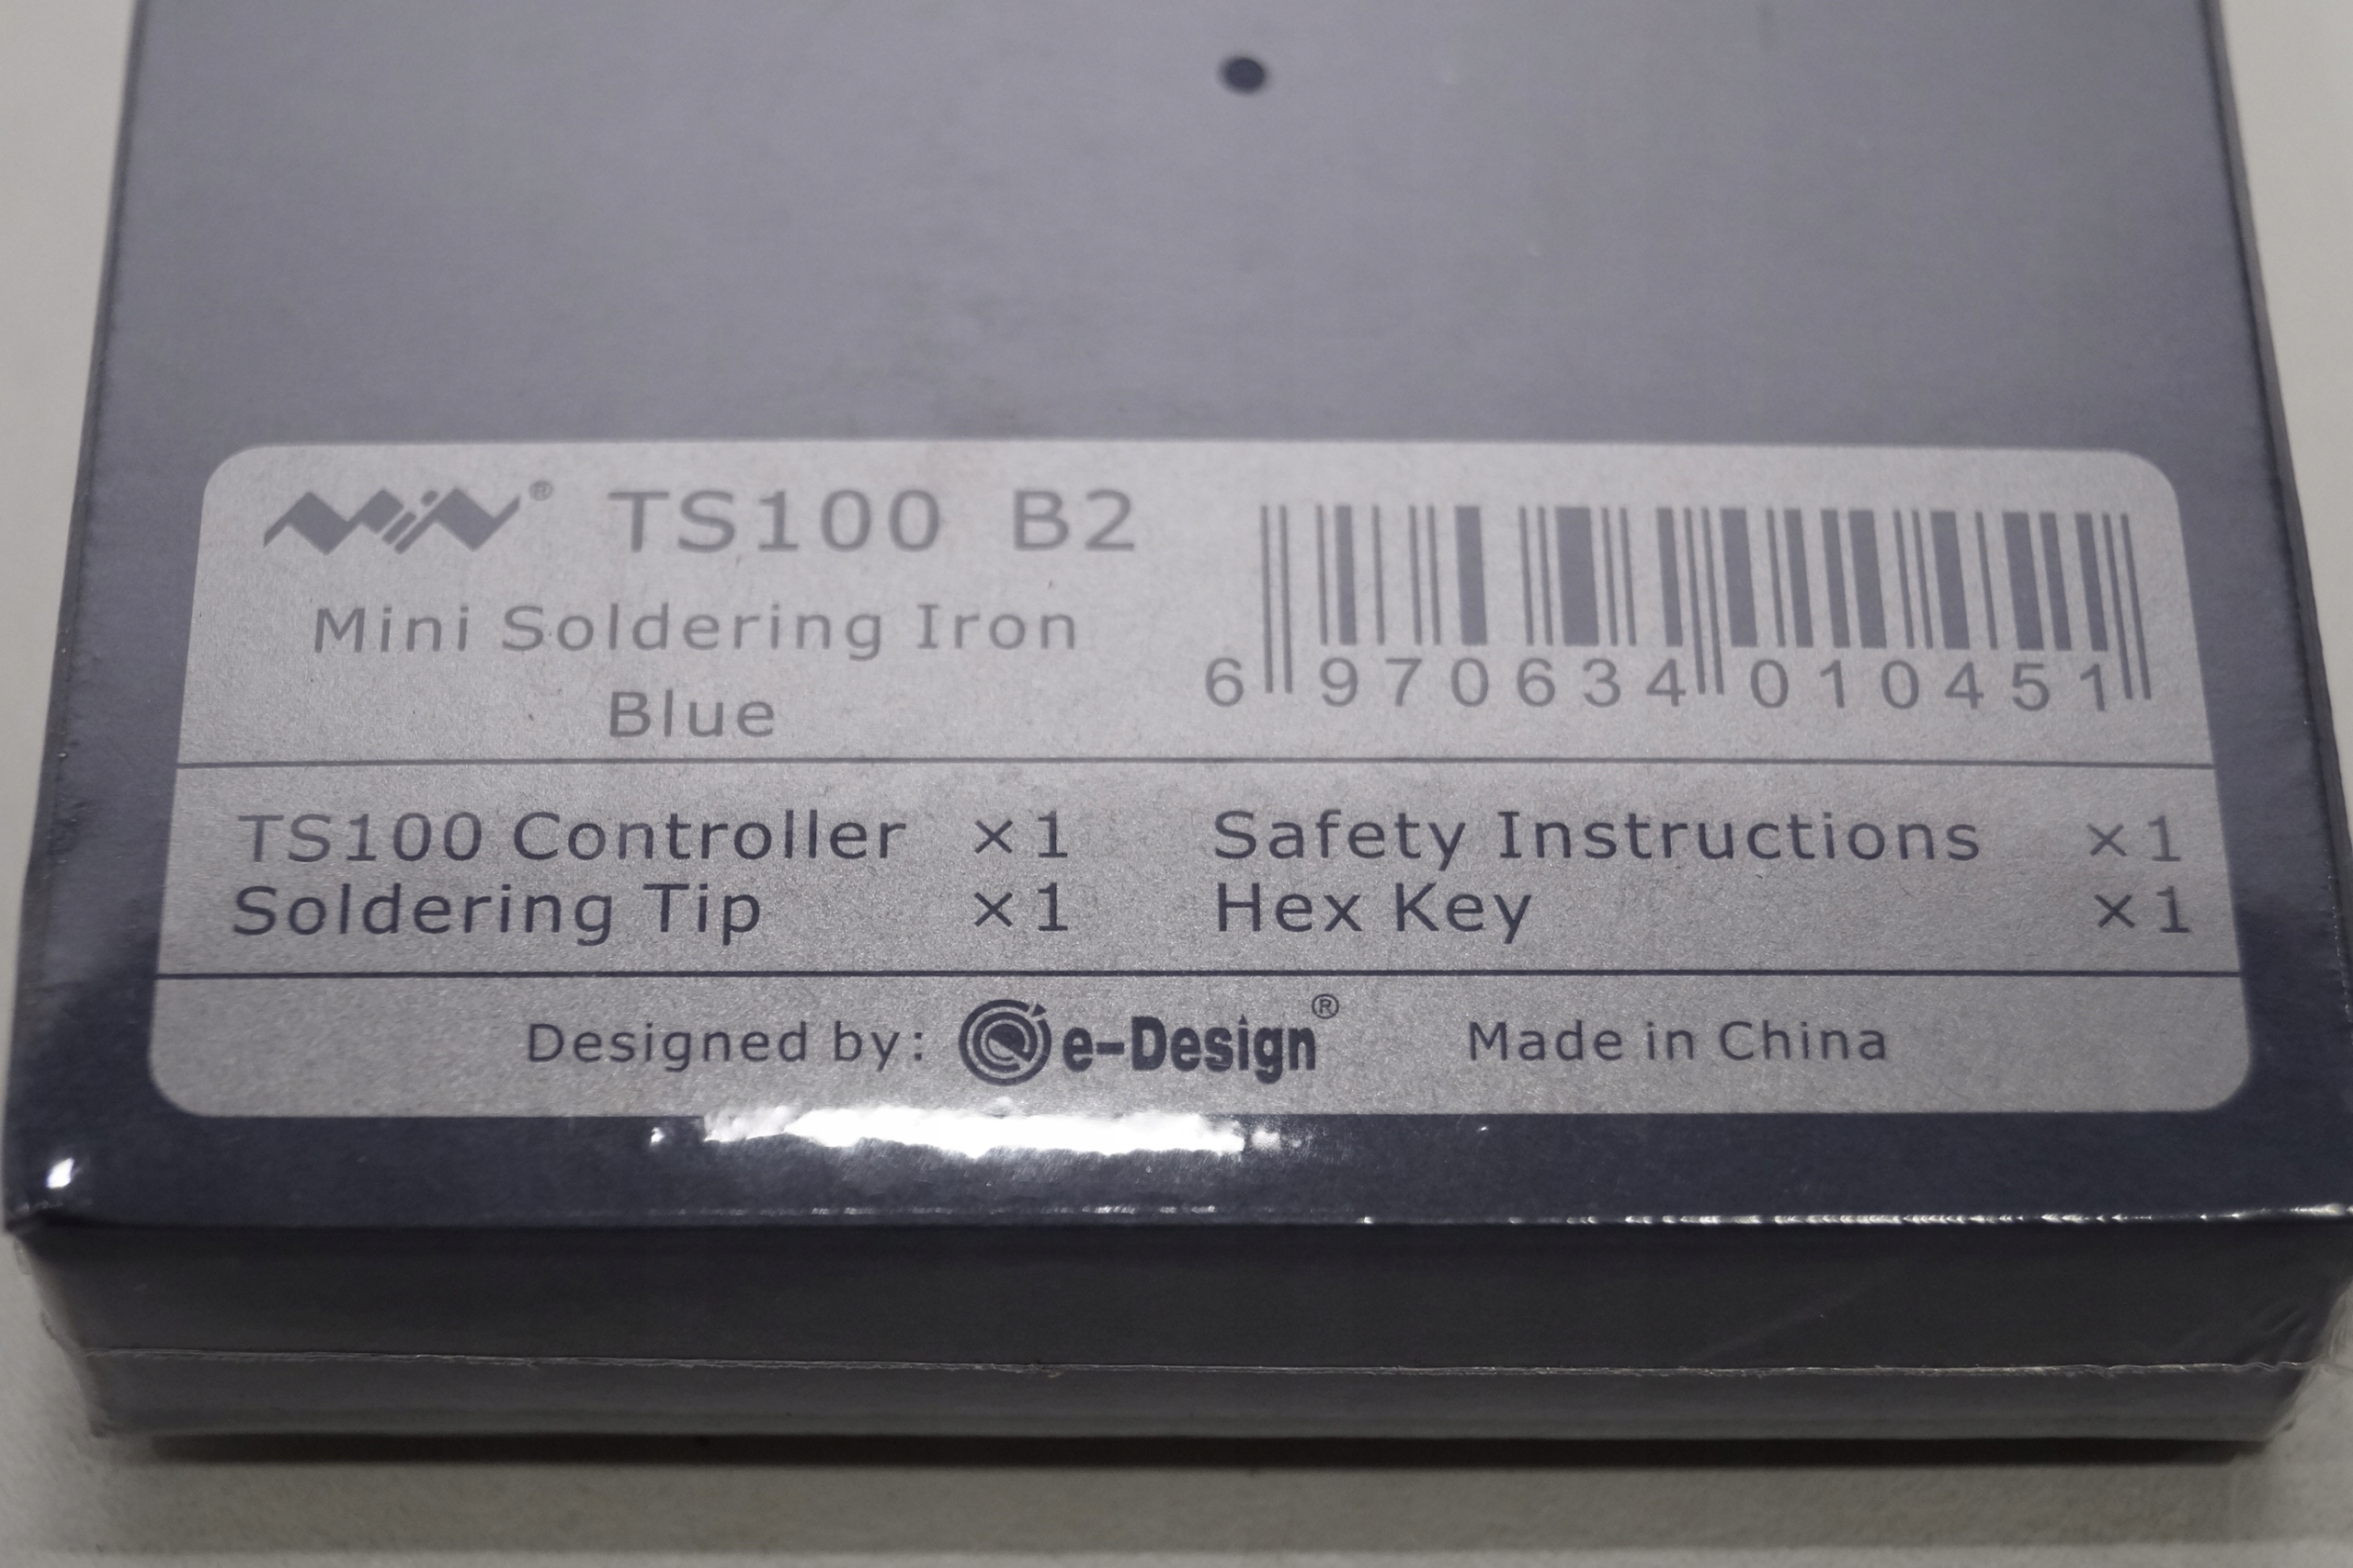 MiN® TS100 B2
Mini Soldering Iron
Blue
6 970634 010451
TS100 Controller ×1 Safety Instructions ×1
Soldering Tip ×1 Hex Key ×1
Designed by: e-Design® Made in China